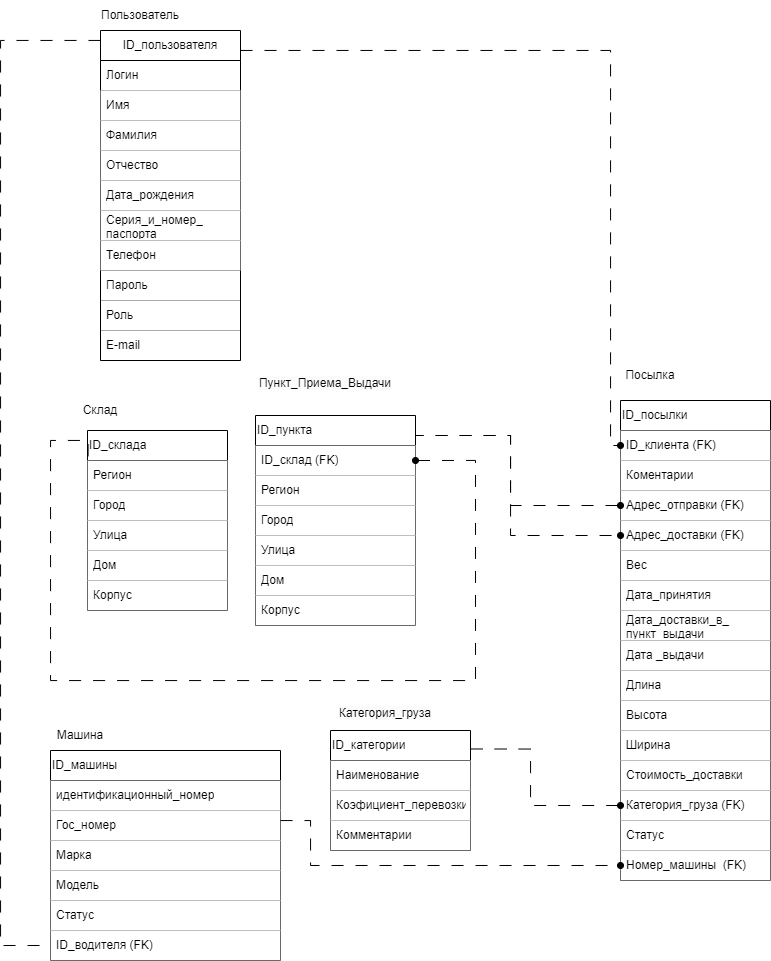 Пользователь
ID_пользователя
Логин
Имя
Фамилия
Отчество
Дата_рождения
Серия_и_номер_
паспорта
Телефон
Пароль
Роль
E-mail
Склад
ID_склада
Регион
Город
Улица
Дом
Корпус
Пункт_Приема_Выдачи
ID_пункта
ID_склад (FK)
Регион
Город
Улица
Дом
Корпус
Посылка
ID_посылки
ID_клиента (FK)
Коментарии
Адрес_отправки (FK)
Адрес_доставки (FK)
Вес
Дата_принятия
Дата_доставки_в_
пункт_выдачи
Дата _выдачи
Длина
Высота
Ширина
Стоимость_доставки
Категория_груза (FK)
Статус
Номер_машины (FK)
Машина
ID_машины
идентификационный_номер
Гос_номер
Марка
Модель
Статус
ID_водителя (FK)
Категория_груза
ID_категории
Наименование
Коэфициент_перевозки
Комментарии